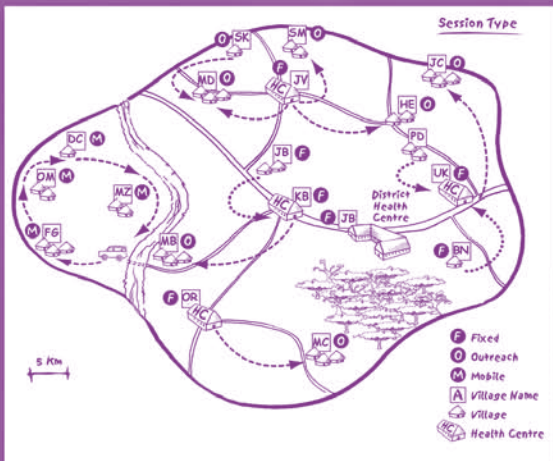 Session Type
SK O
SM O
MD O
F
HC JV
JC O
HE O
PD
DC M
OM M
MZ M
JB F
UK F
HC
KB F
HC
District
Health
Centre
F JB
M FG
MB O
F BN
F OR
HC
MC O
5 Km
F Fixed
O Outreach
M Mobile
A Village Name
Village
HC Health Centre